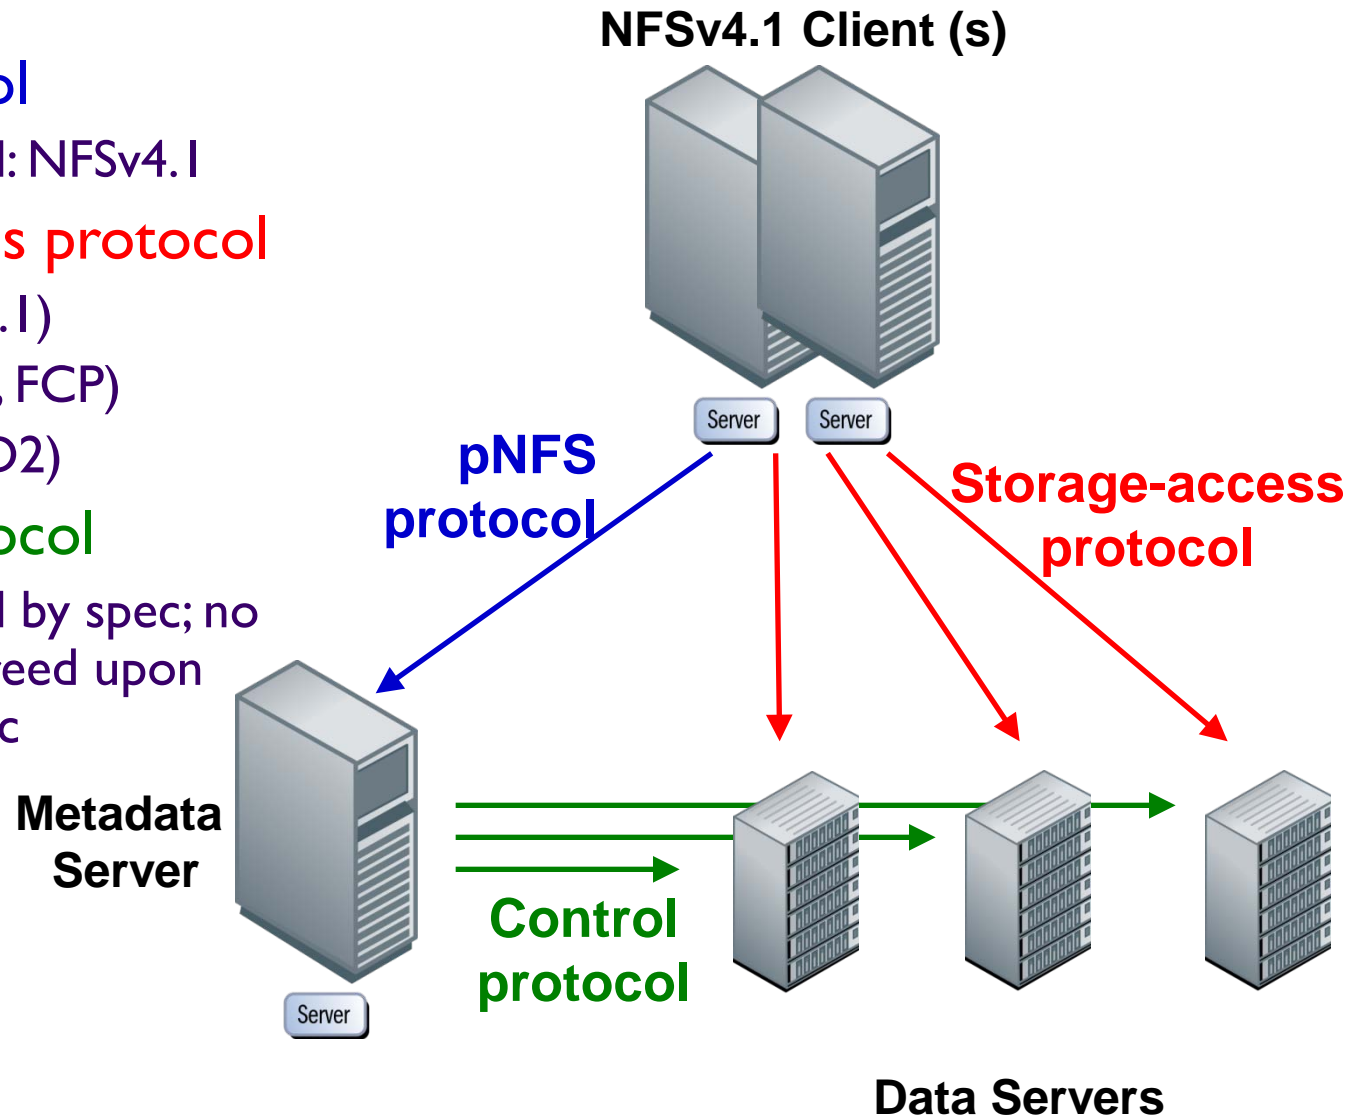 NFSv4.1 Client (s)
ol
l: NFSv4.1
s protocol
.1)
, FCP)
O2)
ocol
l by spec; no
reed upon
c
Server
Server
pNFS
protocol
Storage-access
protocol
Metadata
Server
Control
protocol
Server
Data Servers